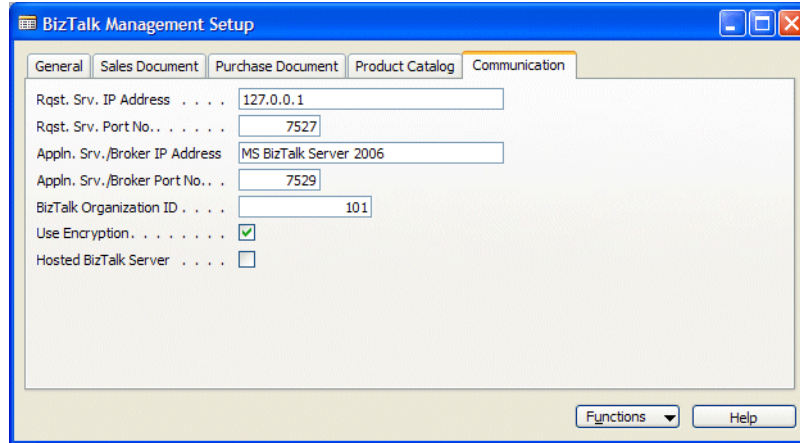 BizTalk Management Setup
General Sales Document Purchase Document Product Catalog Communication
Rqst. Srv. IP Address . . . . 127.0.0.1
Rqst. Srv. Port No.. . . . . . 7527
Appln. Srv./Broker IP Address MS BizTalk Server 2006
Appln. Srv./Broker Port No.. . 7529
BizTalk Organization ID . . . . 101
Use Encryption. . . . . . . .
Hosted BizTalk Server . . . .
Functions Help